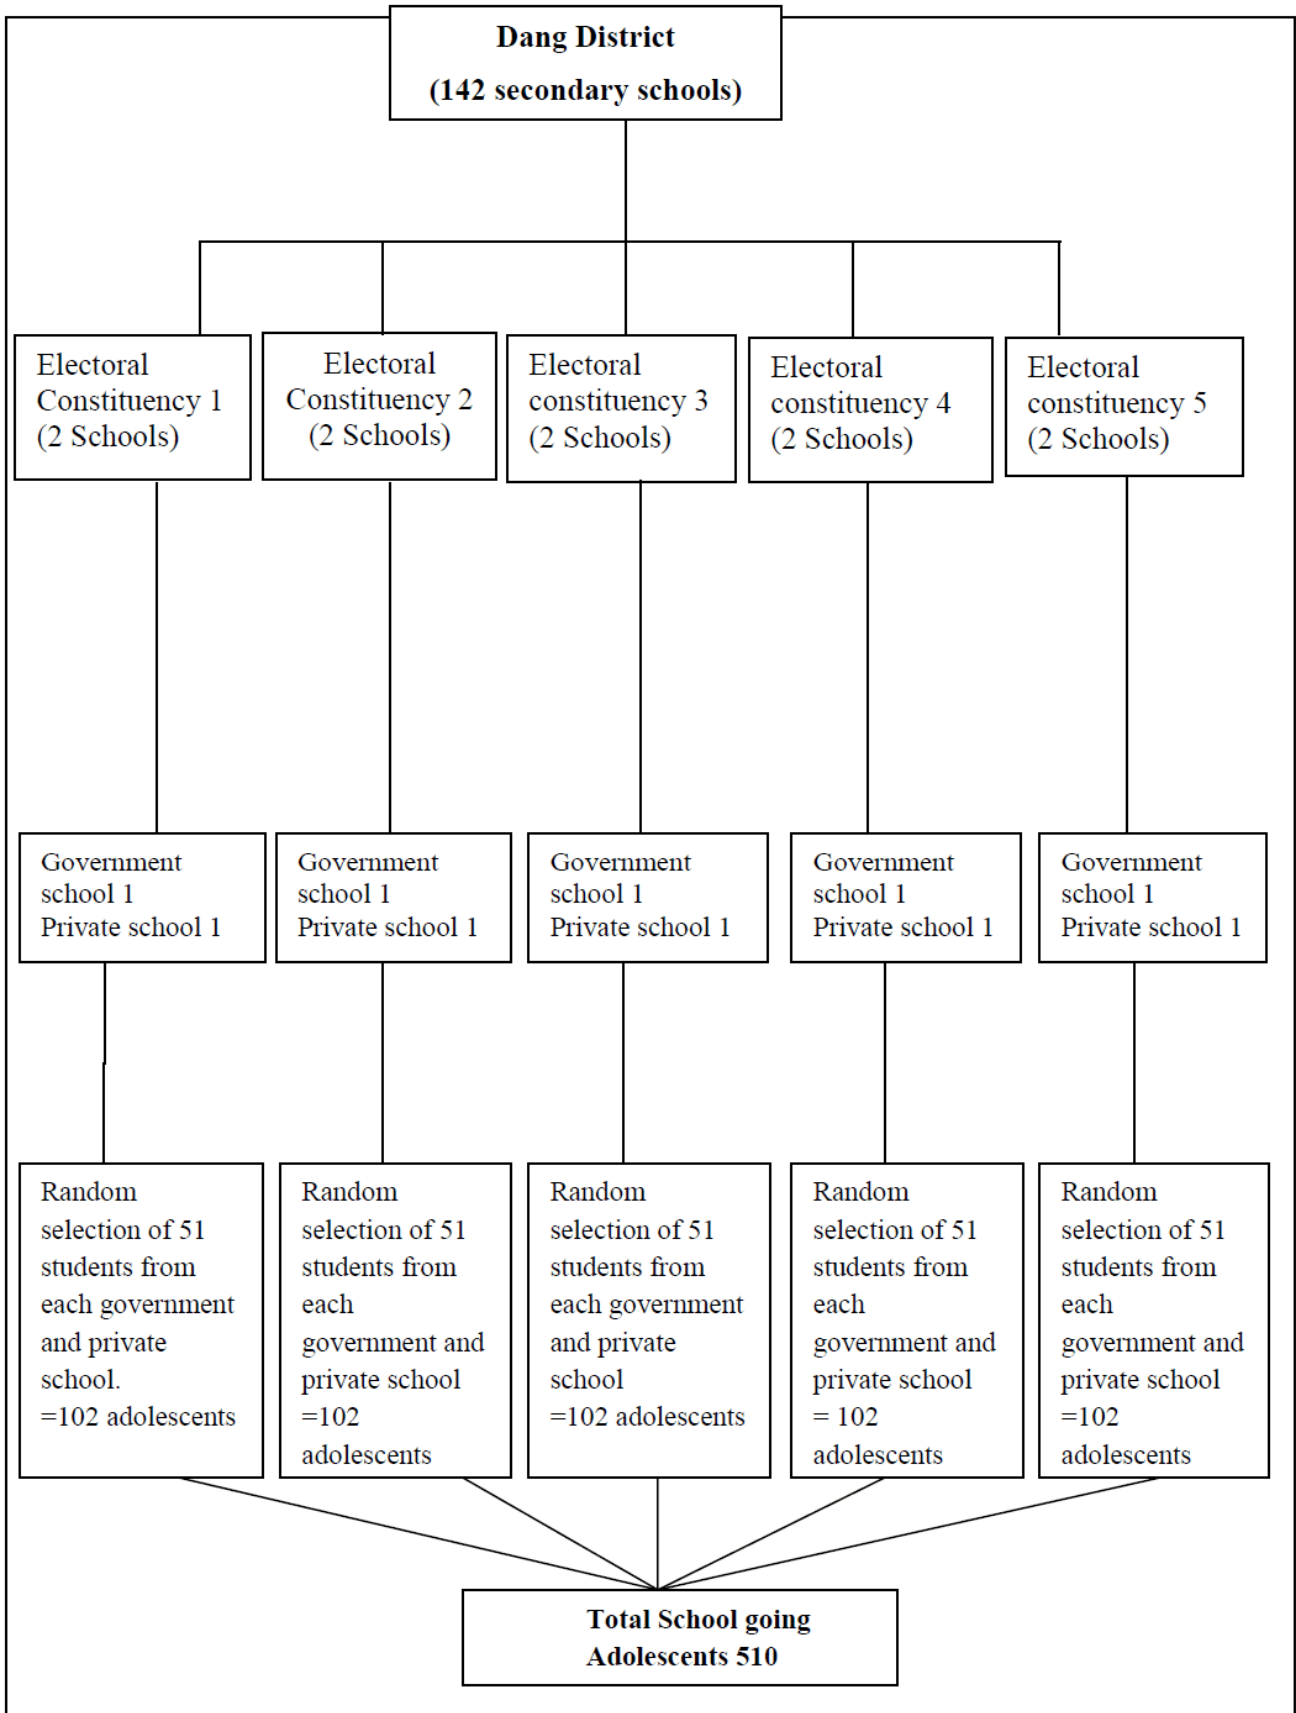 Dang District
(142 secondary schools)
Electoral
Constituency 1
(2 Schools)
Electoral
Constituency 2
(2 Schools)
Electoral
constituency 3
(2 Schools)
Electoral
constituency 4
(2 Schools)
Electoral
constituency 5
(2 Schools)
Government
school 1
Private school 1
Government
school 1
Private school 1
Government
school 1
Private school 1
Government
school 1
Private school 1
Government
school 1
Private school 1
Random
selection of 51
students from
each government
and private
school.
=102 adolescents
Random
selection of 51
students from
each
government and
private school
=102
adolescents
Random
selection of 51
students from
each government
and private
school
=102 adolescents
Random
selection of 51
students from
each
government and
private school
= 102
adolescents
Random
selection of 51
students from
each
government and
private school
=102
adolescents
Total School going
Adolescents 510